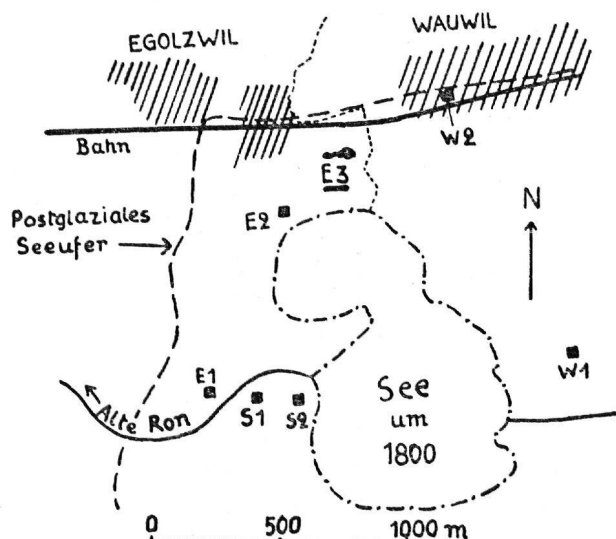 EGOLZWIL
WAUWIL
Bahn
W2
E3
E2
Postglaziales
Seeufer
N
W1
E1
Alte Ron
S1
S2
See
um
1800
0 500 1000 m